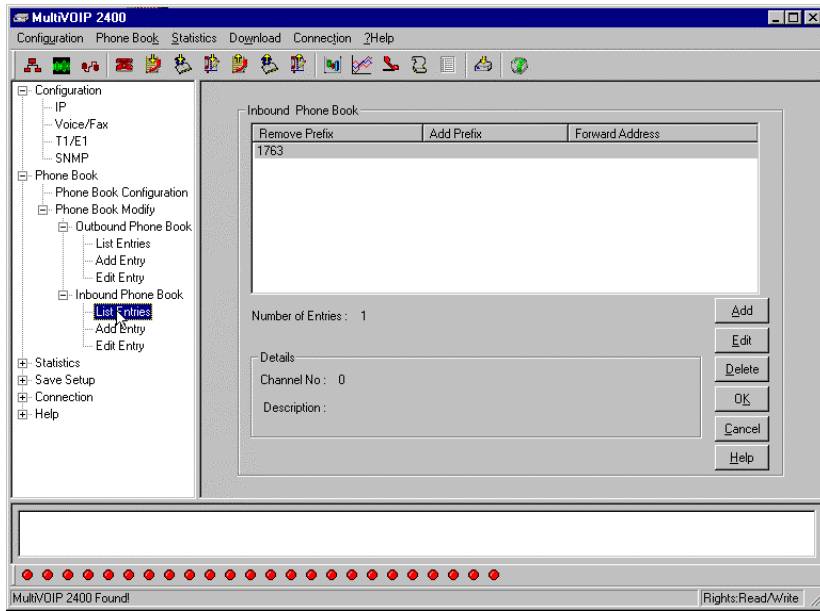 MultiVOIP 2400
Configuration Phone Book Statistics Download Connection ?Help
Configuration
IP
Voice/Fax
T1/E1
SNMP
Phone Book
Phone Book Configuration
Phone Book Modify
Outbound Phone Book
List Entries
Add Entry
Edit Entry
Inbound Phone Book
List Entries
Add Entry
Edit Entry
Statistics
Save Setup
Connection
Help
Inbound Phone Book
Remove Prefix Add Prefix Forward Address
1763
Number of Entries : 1
Details
Channel No : 0
Description :
Add
Edit
Delete
OK
Cancel
Help
MultiVOIP 2400 Found!
Rights:Read/Write